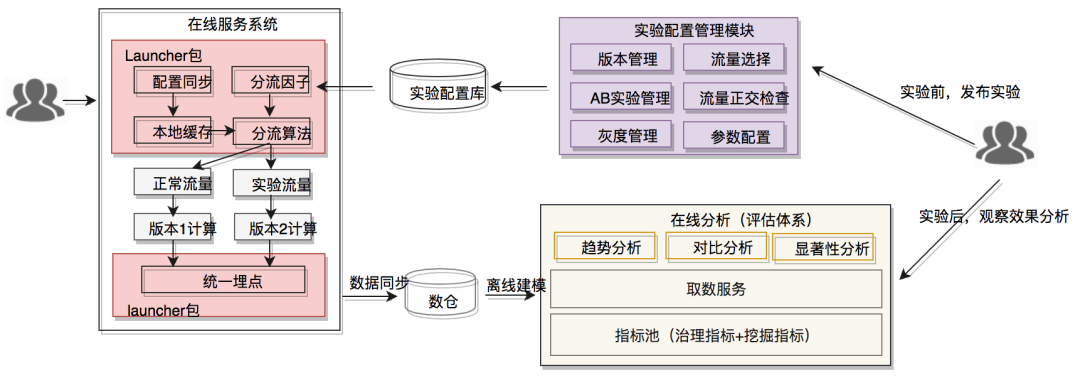 在线服务系统
Launcher包
配置同步
分流因子
本地缓存
分流算法
正常流量
实验流量
版本1计算
版本2计算
统一埋点
launcher包
实验配置库
实验配置管理模块
版本管理
流量选择
AB实验管理
流量正交检查
灰度管理
参数配置
实验前，发布实验
实验后，观察效果分析
数据同步
数仓
离线建模
在线分析（评估体系）
趋势分析
对比分析
显著性分析
取数服务
指标池（治理指标+挖掘指标）